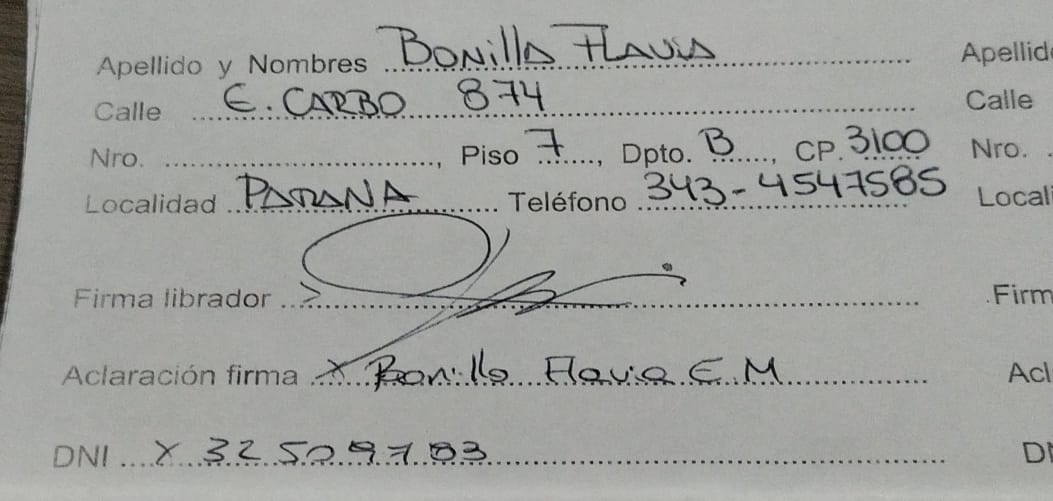 Apellido y Nombres Bonilla Flavia Apellid
Calle E. CARBO 874 Calle
Nro. , Piso 7, Dpto. B, CP. 3100 Nro.
Localidad PARANA Teléfono 343-4547585 Locali
Firma librador Firm
Aclaración firma x Bonilla Flavia E M Acl
DNI x 32509783 D